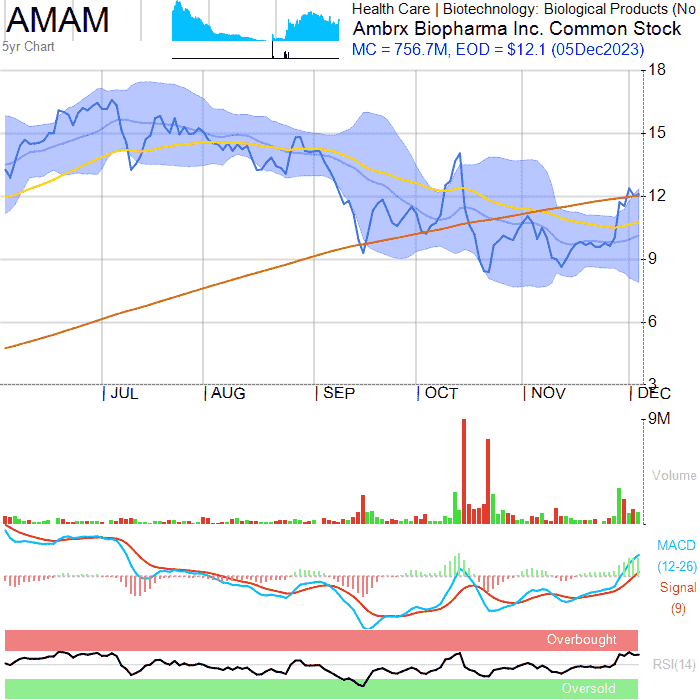 AMAM
5yr Chart
Health Care | Biotechnology: Biological Products (No
Ambrx Biopharma Inc. Common Stock
MC = 756.7M, EOD = $12.1 (05Dec2023)
18
15
12
9
6
3
JUL AUG SEP OCT NOV DEC
9M
Volume
MACD
(12-26)
Signal
(9)
Overbought
RSI(14)
Oversold